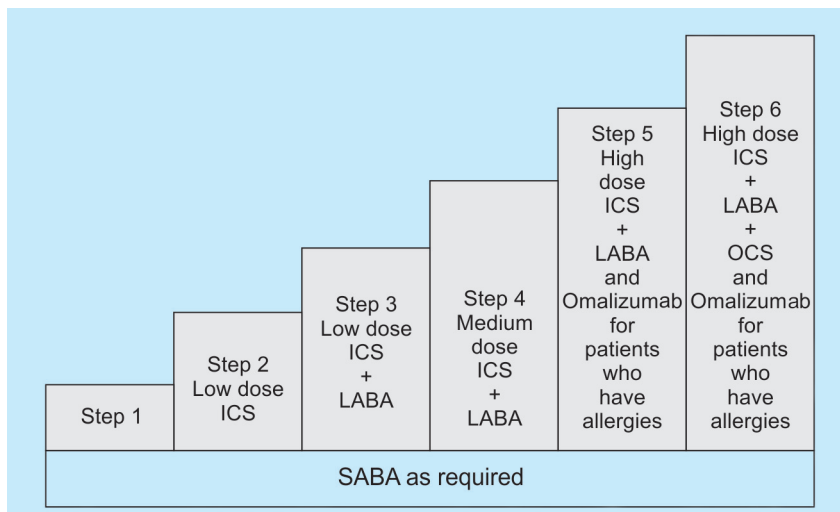 Step 1
Step 2
Low dose
ICS
Step 3
Low dose
ICS
+
LABA
Step 4
Medium
dose
ICS
+
LABA
Step 5
High
dose
ICS
+
LABA
and
Omalizumab
for
patients
who
have
allergies
Step 6
High dose
ICS
+
LABA
+
OCS
and
Omalizumab
for
patients
who
have
allergies
SABA as required